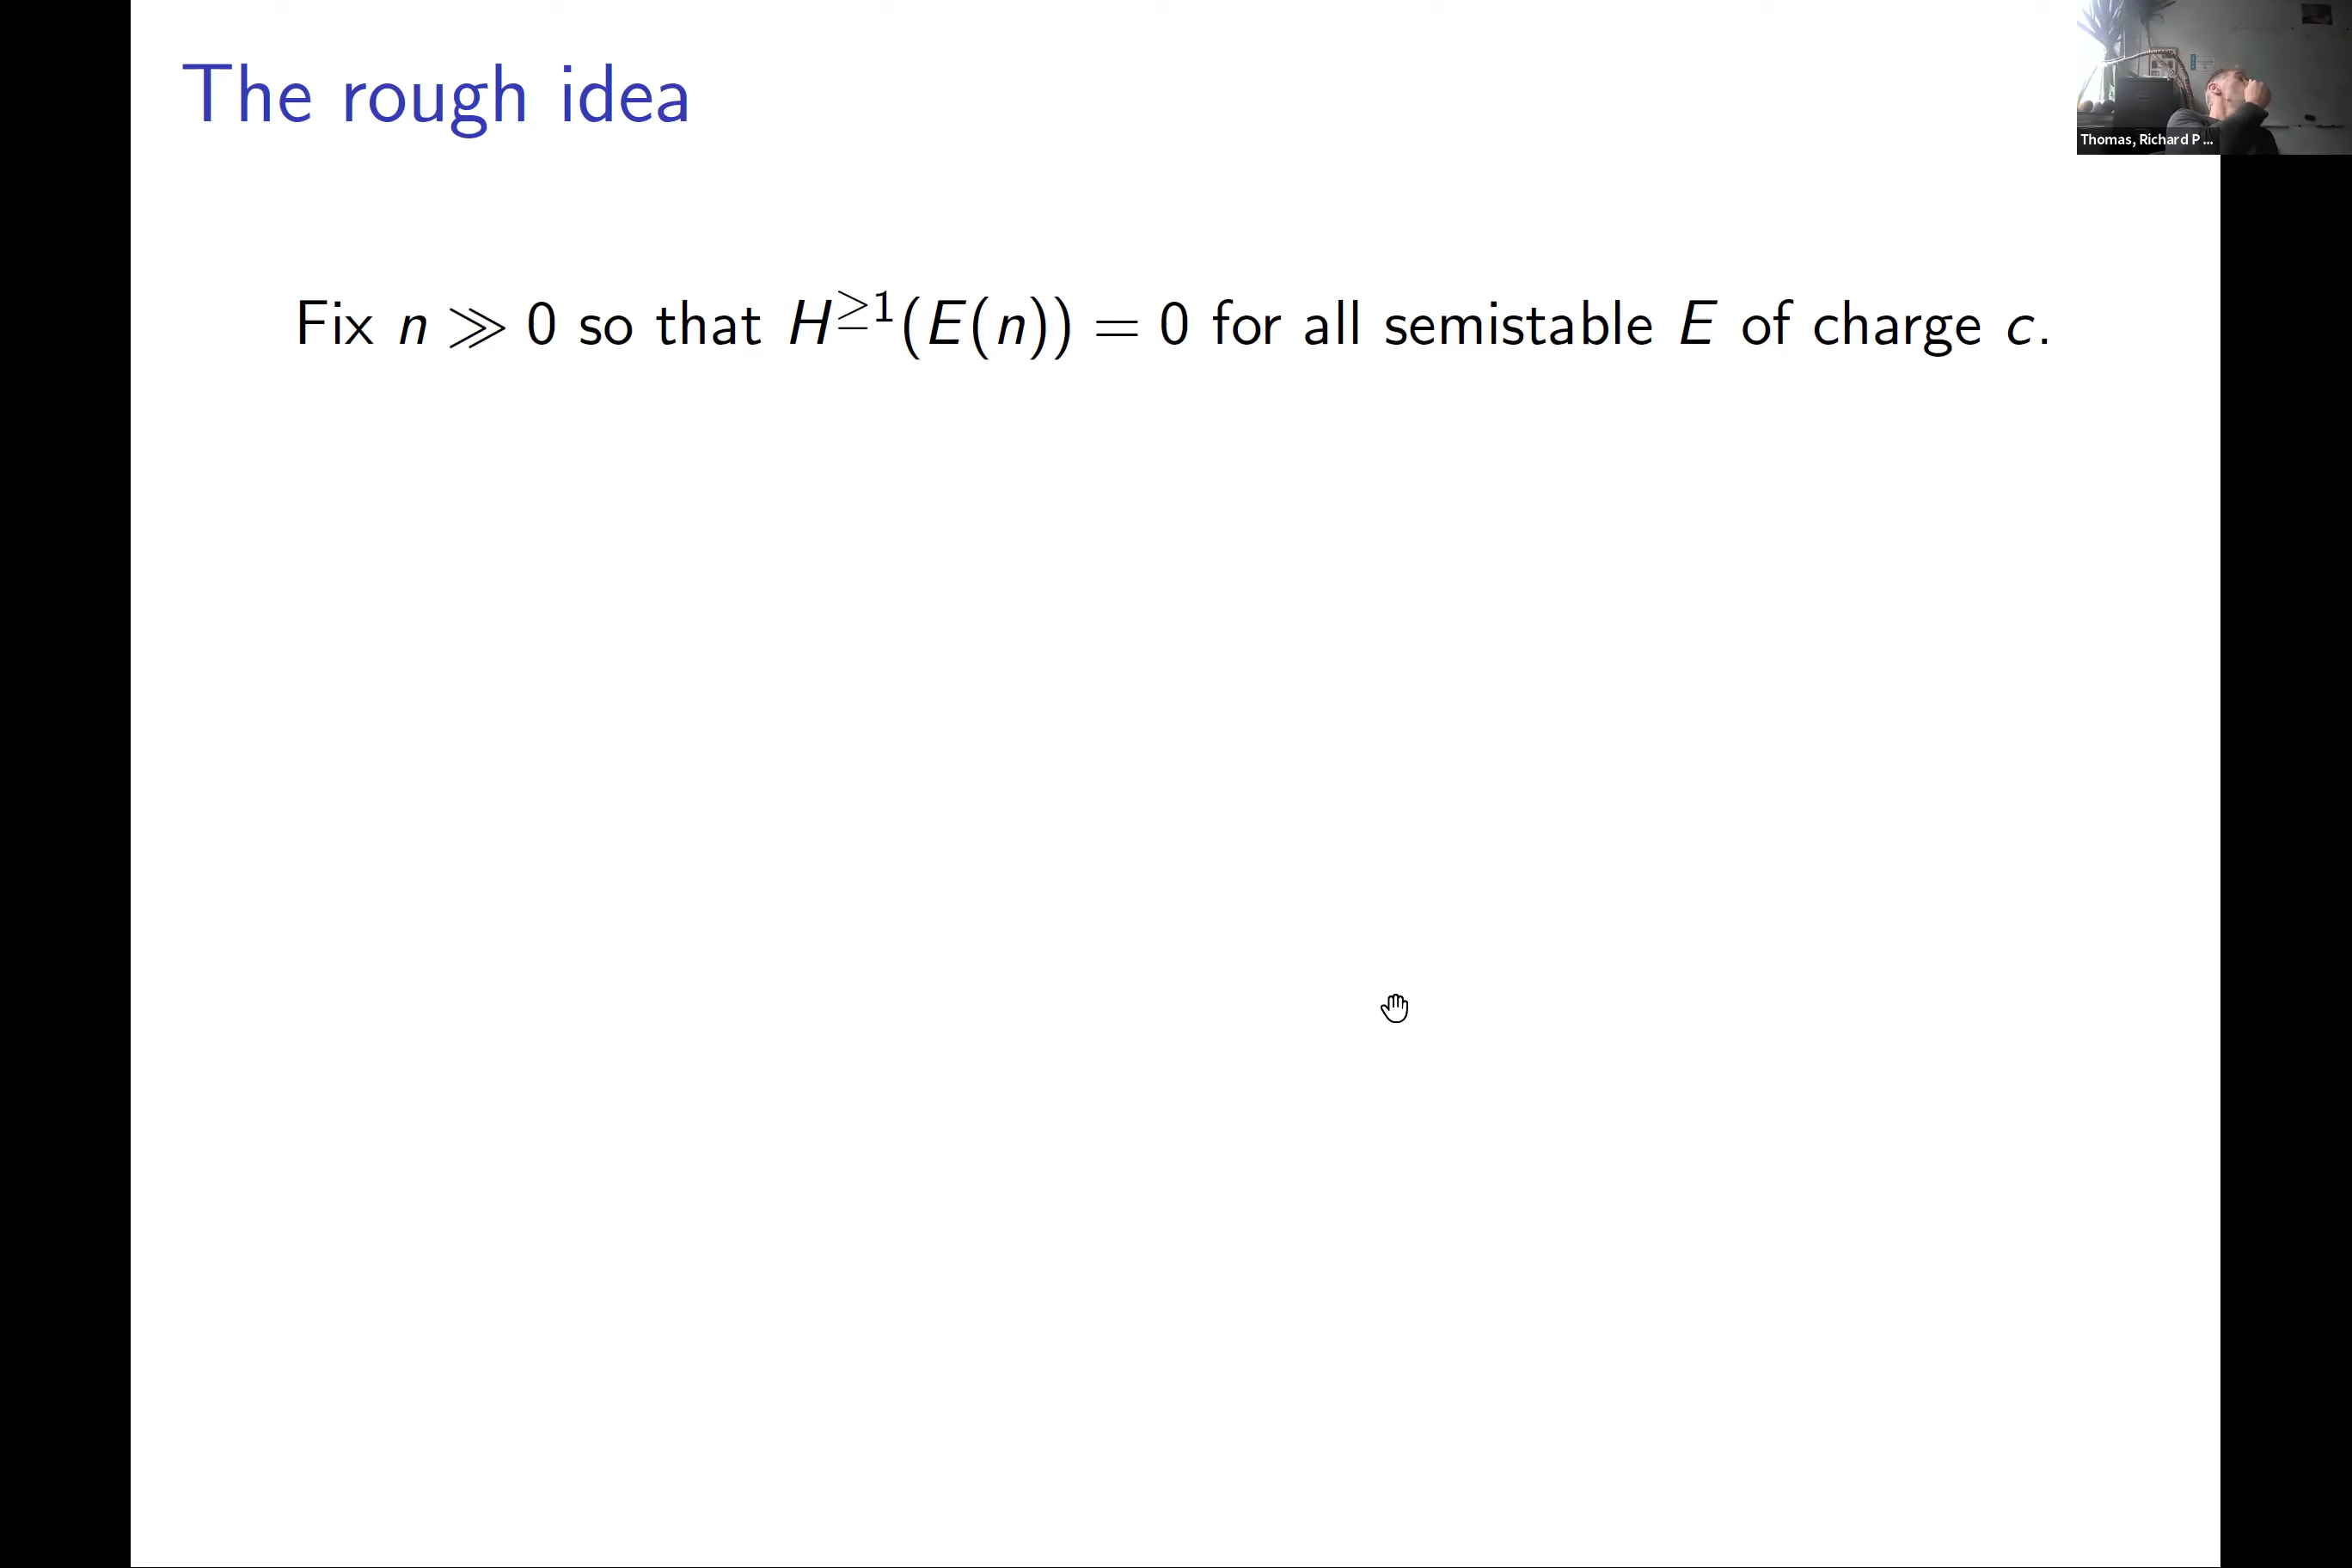 The rough idea
Thomas, Richard P ...
Fix n ≫ 0 so that H^{≥1}(E(n)) = 0 for all semistable E of charge c.